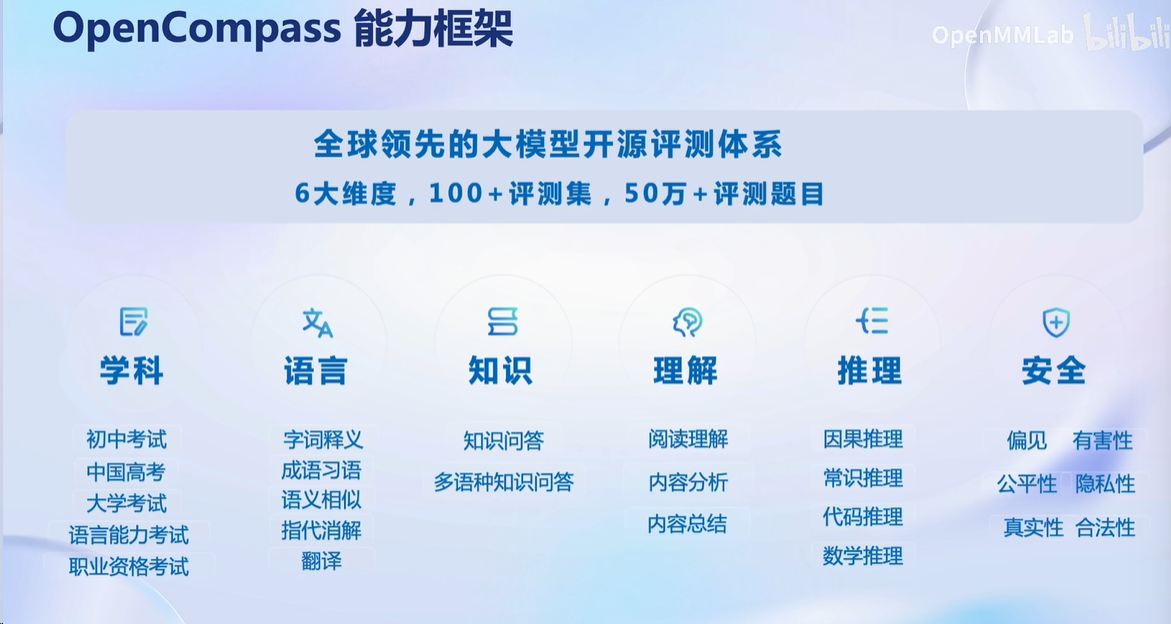 OpenCompass 能力框架
OpenMMLab bilibili
全球领先的大模型开源评测体系
6大维度，100+评测集，50万+评测题目
学科
初中考试
中国高考
大学考试
语言能力考试
职业资格考试
语言
字词释义
成语习语
语义相似
指代消解
翻译
知识
知识问答
多语种知识问答
理解
阅读理解
内容分析
内容总结
推理
因果推理
常识推理
代码推理
数学推理
安全
偏见 有害性
公平性 隐私性
真实性 合法性